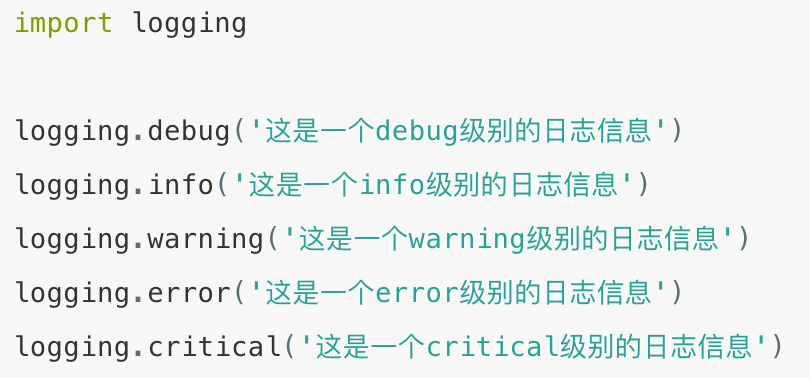 import logging
logging.debug('这是一个debug级别的日志信息')
logging.info('这是一个info级别的日志信息')
logging.warning('这是一个warning级别的日志信息')
logging.error('这是一个error级别的日志信息')
logging.critical('这是一个critical级别的日志信息')